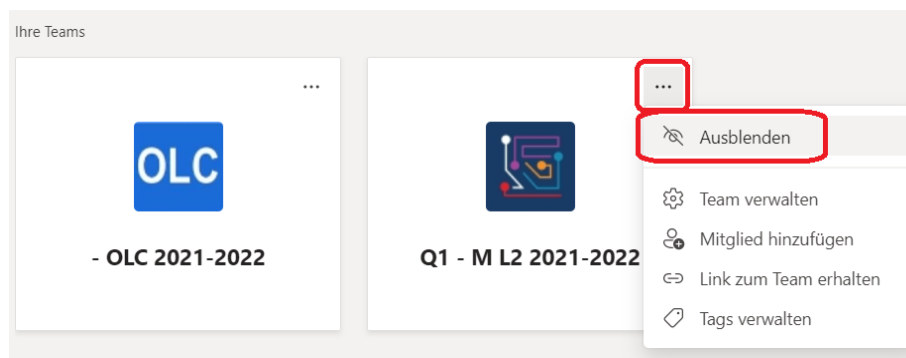 Ihre Teams
...
...
OLC
Ausblenden
Team verwalten
- OLC 2021-2022
Q1 - M L2 2021-2022
Mitglied hinzufügen
Link zum Team erhalten
Tags verwalten